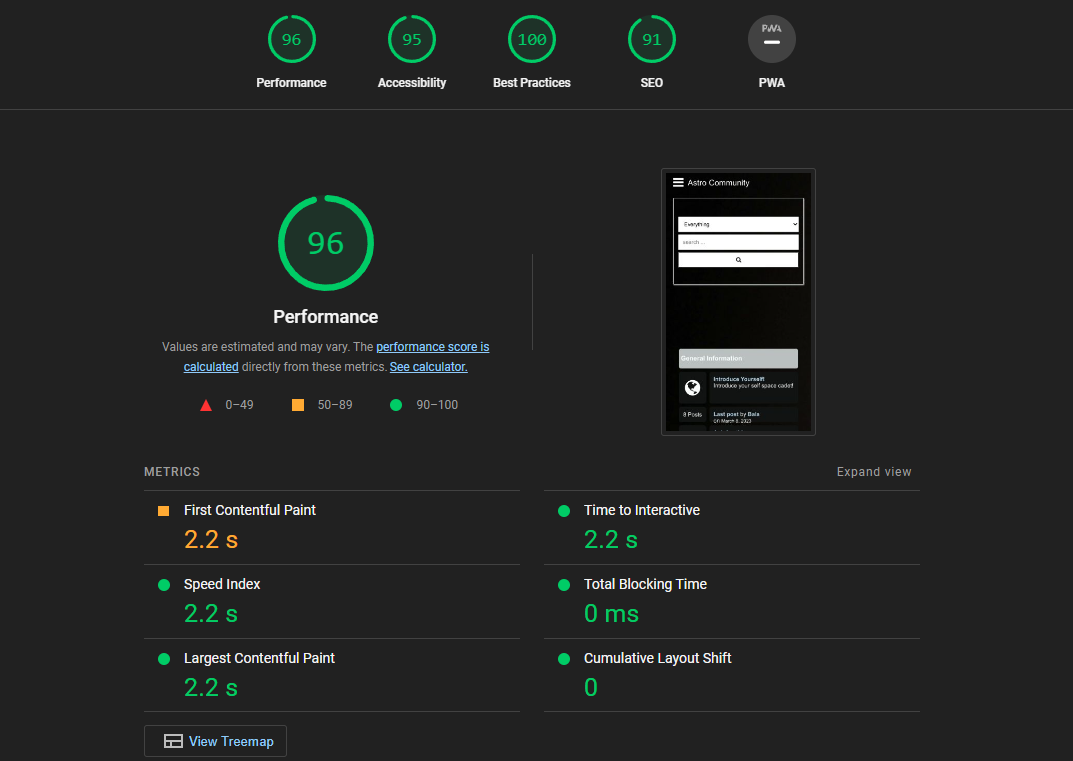 96
95
100
91
PWA
Performance
Accessibility
Best Practices
SEO
PWA
96
Performance
Values are estimated and may vary. The performance score is
calculated directly from these metrics. See calculator.
0–49
50–89
90–100
Astro Community
Everything
search ...
General Information
Introduce Yourself!
Introduce your self space cadet!
8 Posts
Last post by Bala
on March 6, 2023
METRICS
Expand view
First Contentful Paint
2.2 s
Time to Interactive
2.2 s
Speed Index
2.2 s
Total Blocking Time
0 ms
Largest Contentful Paint
2.2 s
Cumulative Layout Shift
0
View Treemap